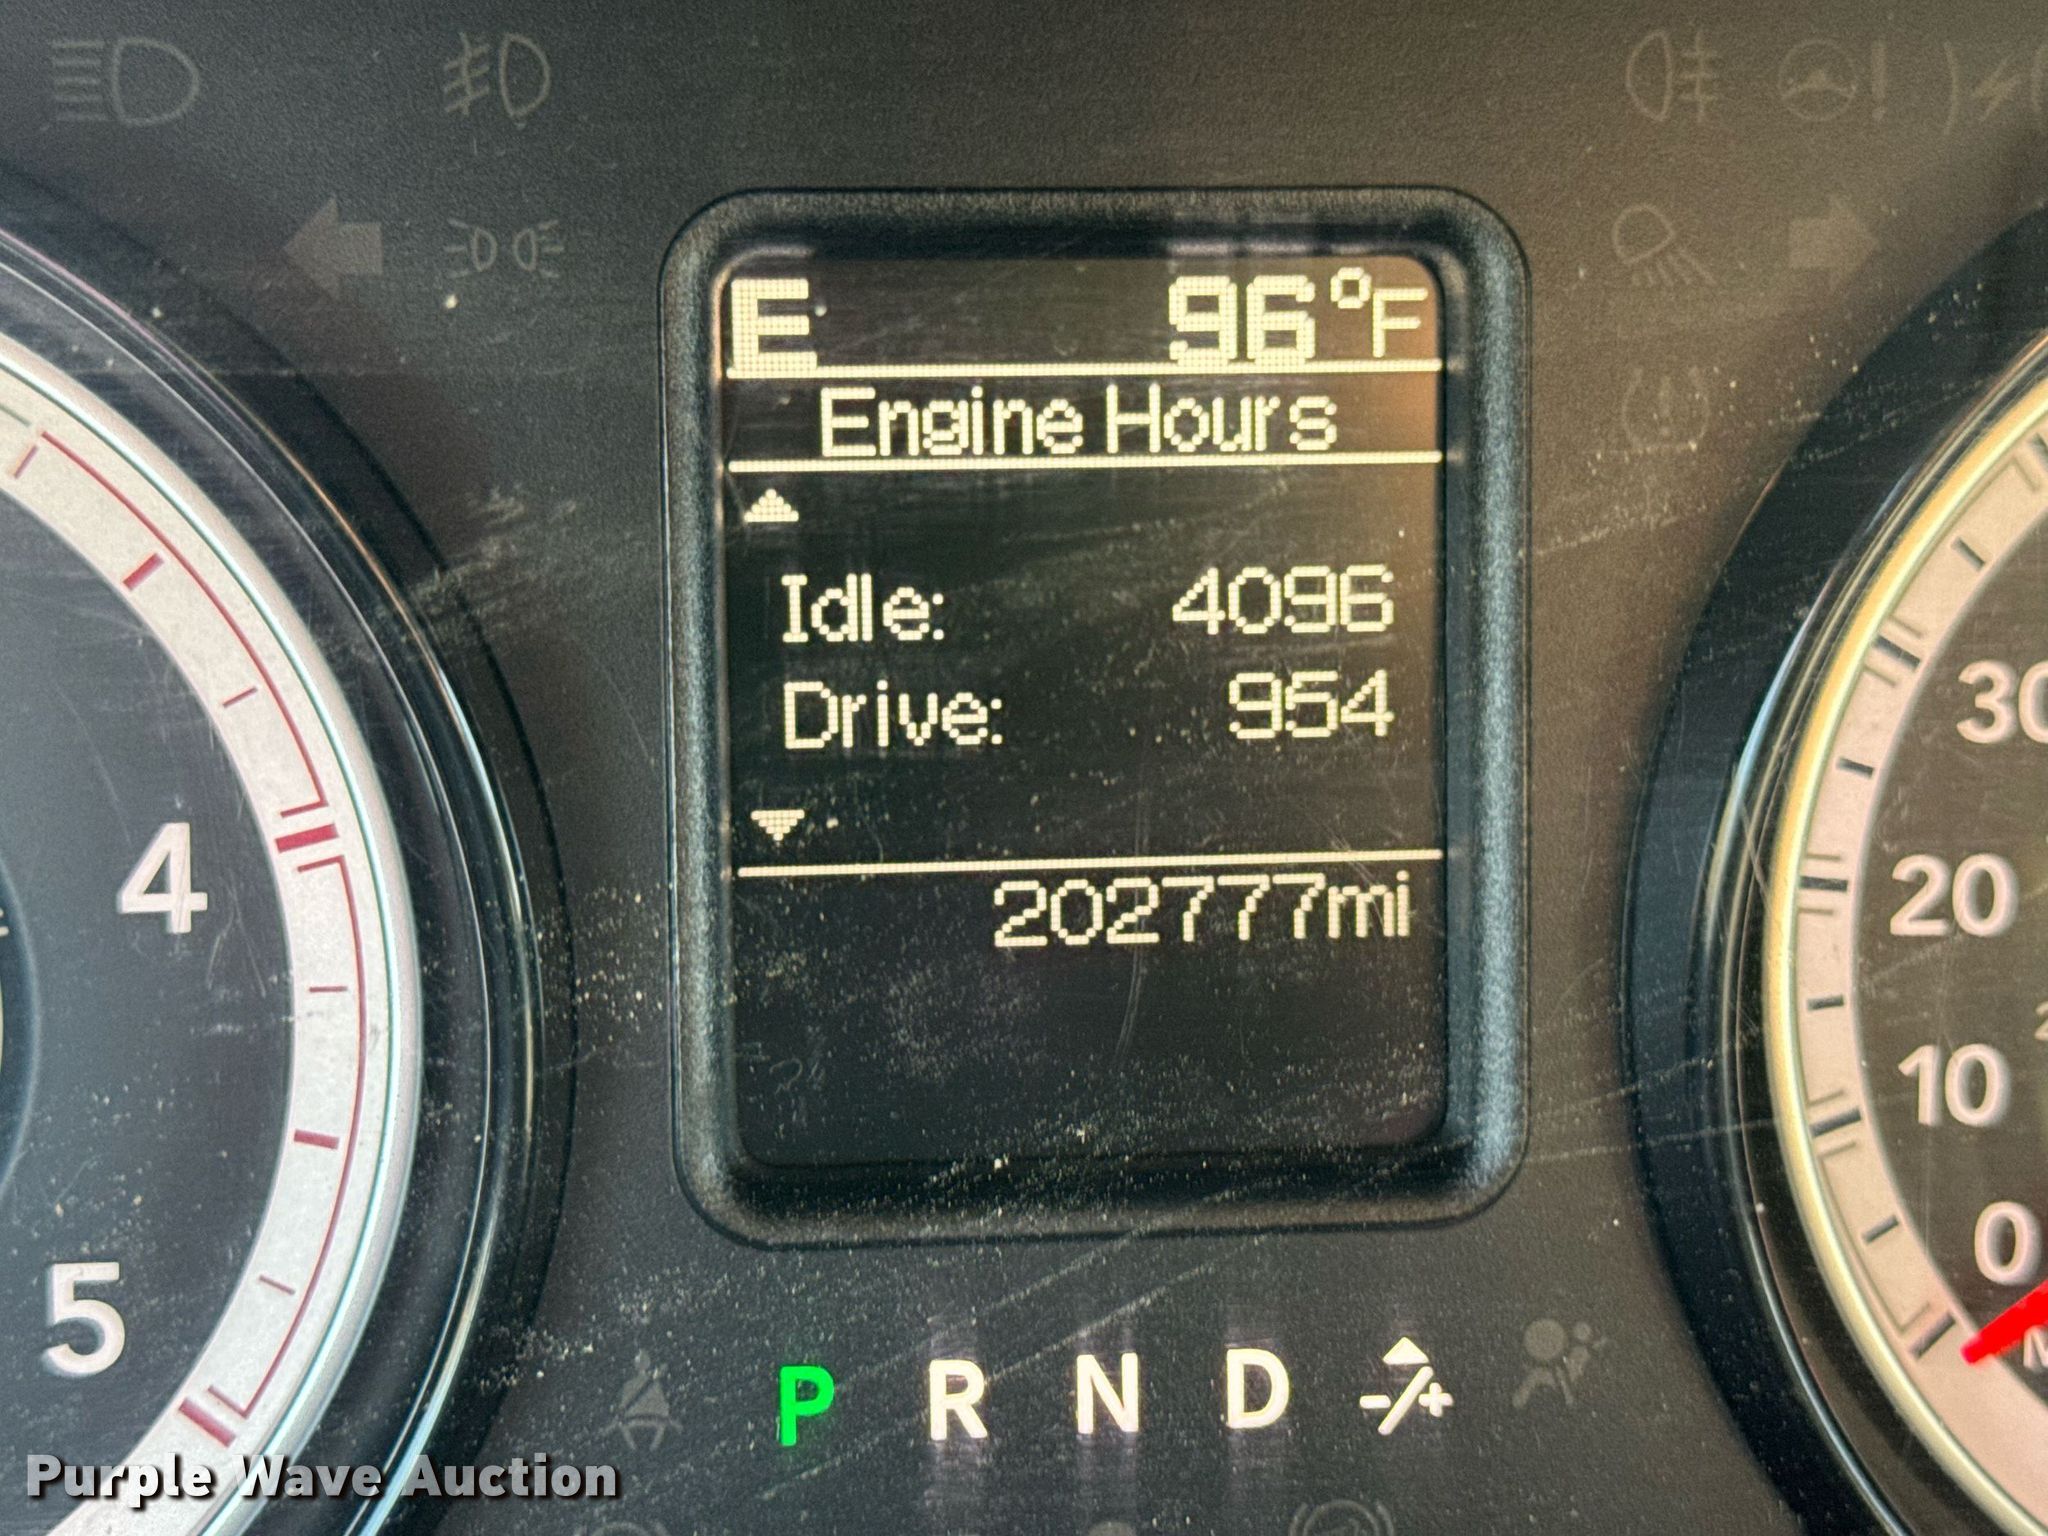 E 96°F
Engine Hours
Idle: 4096
Drive: 954
202777mi
4
5
30
20
10
0
P R N D -/+
Purple Wave Auction